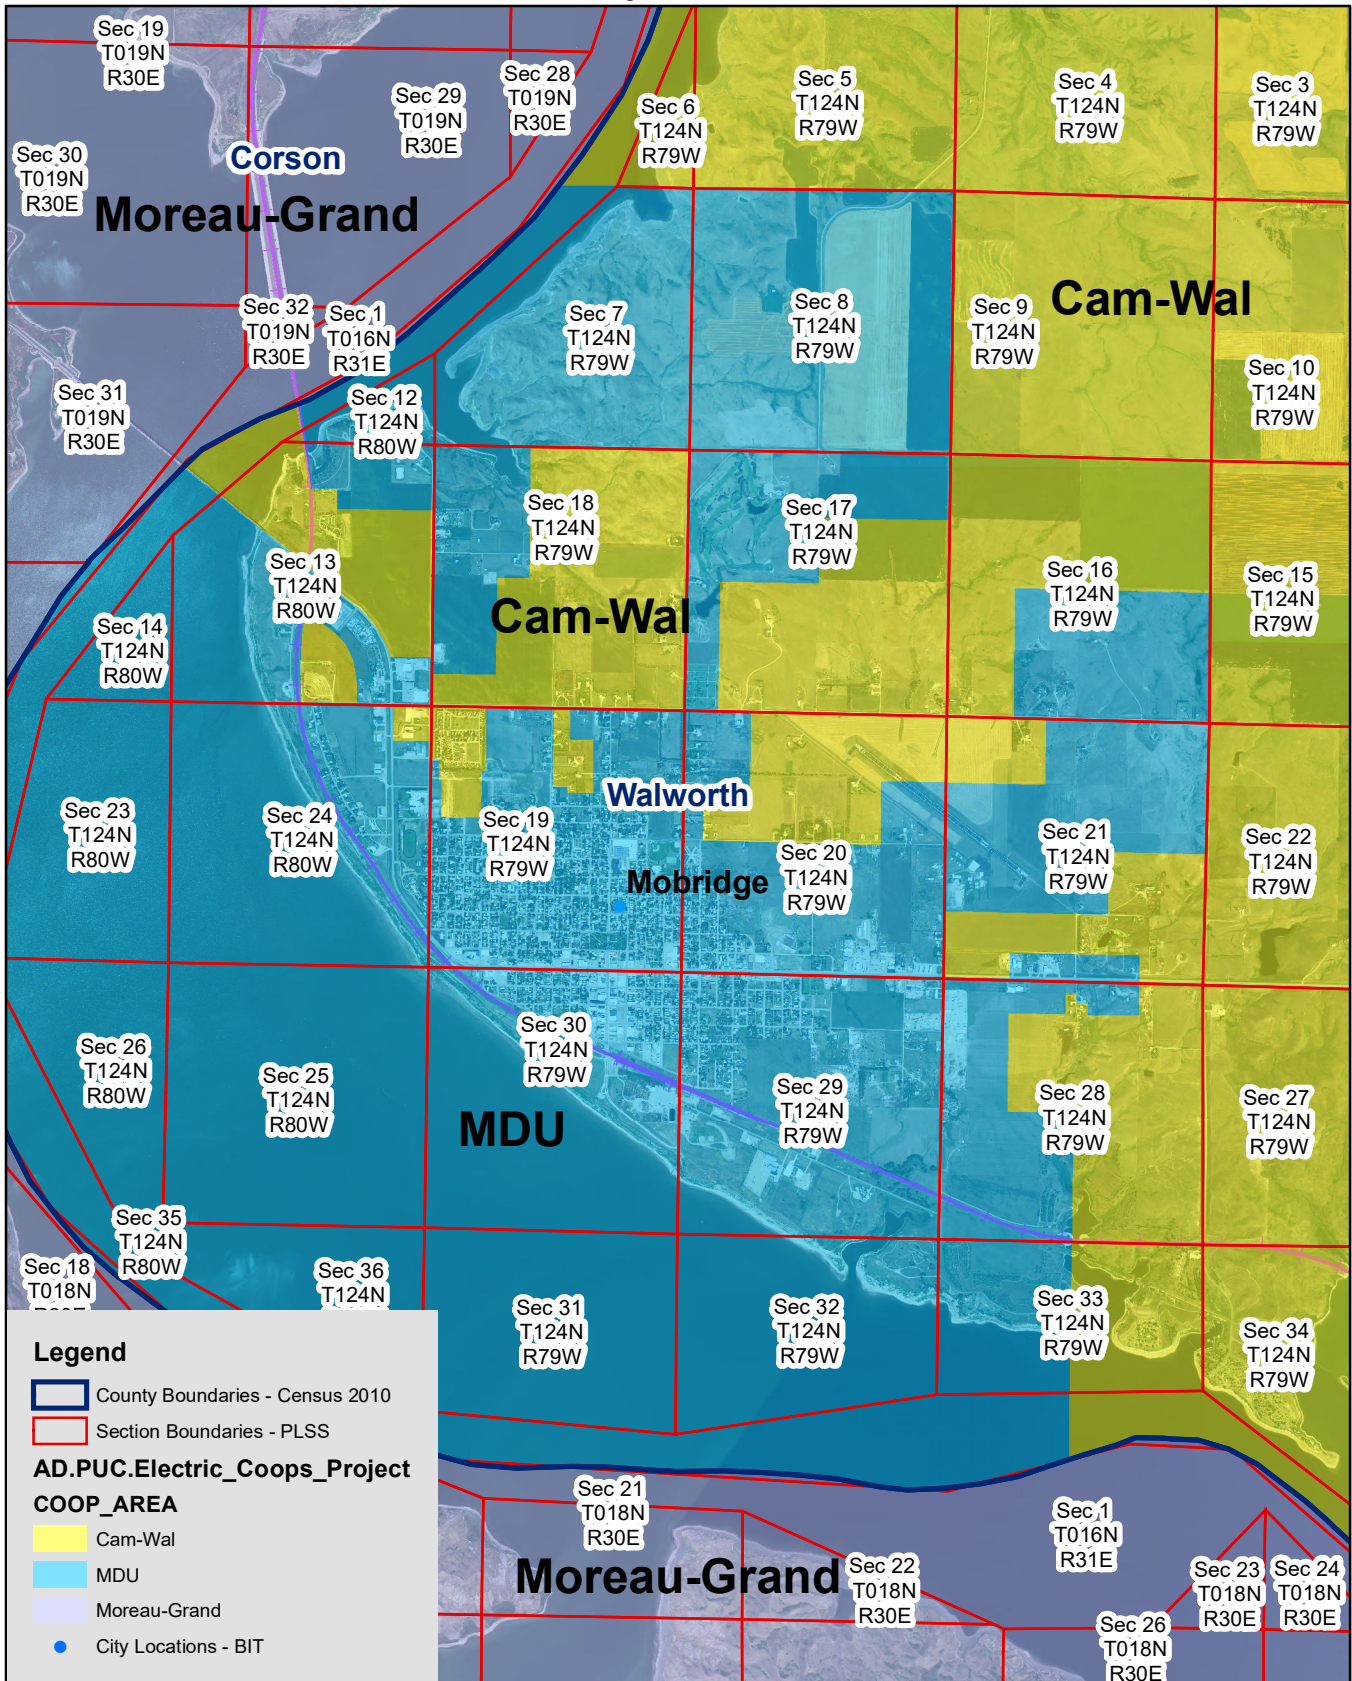 Sec 19
T019N
R30E
Sec 29
T019N
R30E
Sec 28
T019N
R30E
Sec 6
T124N
R79W
Sec 5
T124N
R79W
Sec 4
T124N
R79W
Sec 3
T124N
R79W
Sec 30
T019N
R30E
Corson
Moreau-Grand
Sec 32
T019N
R30E
Sec 1
T016N
R31E
Sec 7
T124N
R79W
Sec 8
T124N
R79W
Sec 9
T124N
R79W
Cam-Wal
Sec 10
T124N
R79W
Sec 31
T019N
R30E
Sec 12
T124N
R80W
Sec 18
T124N
R79W
Sec 17
T124N
R79W
Sec 13
T124N
R80W
Sec 16
T124N
R79W
Sec 15
T124N
R79W
Cam-Wal
Sec 14
T124N
R80W
Walworth
Sec 23
T124N
R80W
Sec 24
T124N
R80W
Sec 19
T124N
R79W
Sec 20
T124N
R79W
Sec 21
T124N
R79W
Sec 22
T124N
R79W
Mobridge
Sec 26
T124N
R80W
Sec 25
T124N
R80W
Sec 30
T124N
R79W
Sec 29
T124N
R79W
Sec 28
T124N
R79W
Sec 27
T124N
R79W
MDU
Sec 35
T124N
R80W
Sec 18
T018N
Sec 36
T124N
Sec 31
T124N
R79W
Sec 32
T124N
R79W
Sec 33
T124N
R79W
Sec 34
T124N
R79W
Legend
County Boundaries - Census 2010
Section Boundaries - PLSS
AD.PUC.Electric_Coops_Project
COOP_AREA
Cam-Wal
MDU
Moreau-Grand
City Locations - BIT
Sec 21
T018N
R30E
Moreau-Grand
Sec 22
T018N
R30E
Sec 1
T016N
R31E
Sec 23
T018N
R30E
Sec 24
T018N
R30E
Sec 26
T018N
R30E